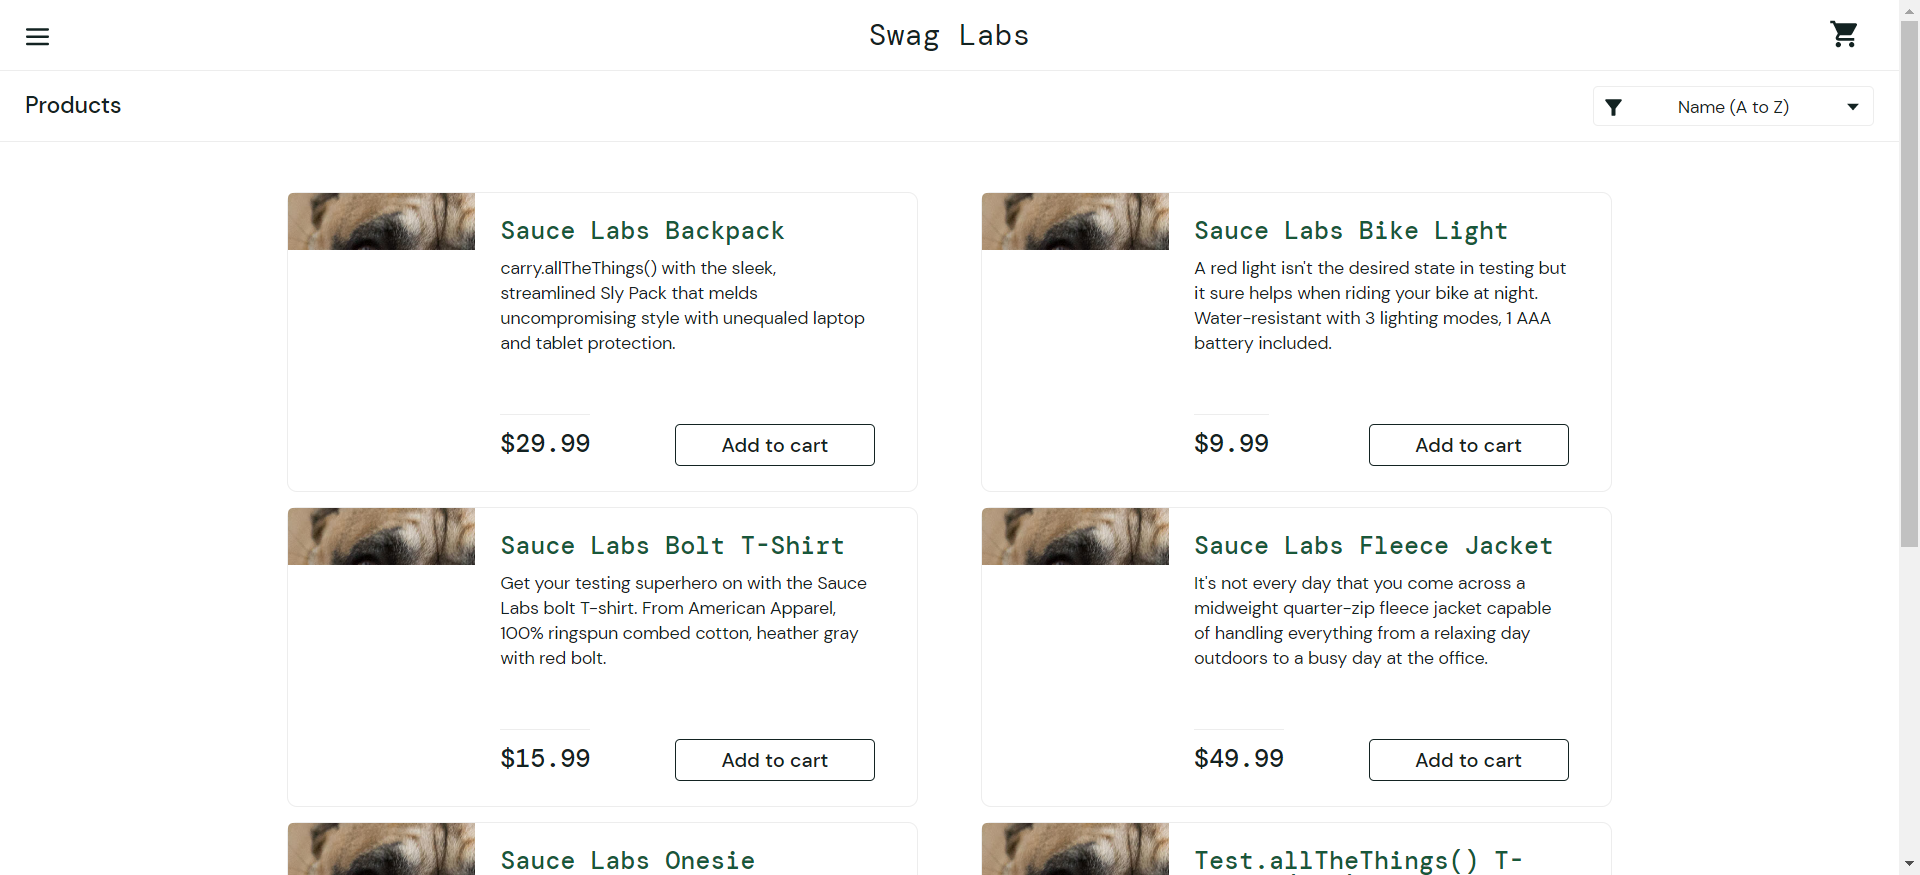 Swag Labs
Products
Name (A to Z)
Sauce Labs Backpack
carry.allTheThings() with the sleek,
streamlined Sly Pack that melds
uncompromising style with unequaled laptop
and tablet protection.
$29.99
Add to cart
Sauce Labs Bike Light
A red light isn't the desired state in testing but
it sure helps when riding your bike at night.
Water-resistant with 3 lighting modes, 1 AAA
battery included.
$9.99
Add to cart
Sauce Labs Bolt T-Shirt
Get your testing superhero on with the Sauce
Labs bolt T-shirt. From American Apparel,
100% ringspun combed cotton, heather gray
with red bolt.
$15.99
Add to cart
Sauce Labs Fleece Jacket
It's not every day that you come across a
midweight quarter-zip fleece jacket capable
of handling everything from a relaxing day
outdoors to a busy day at the office.
$49.99
Add to cart
Sauce Labs Onesie
Test.allTheThings() T-